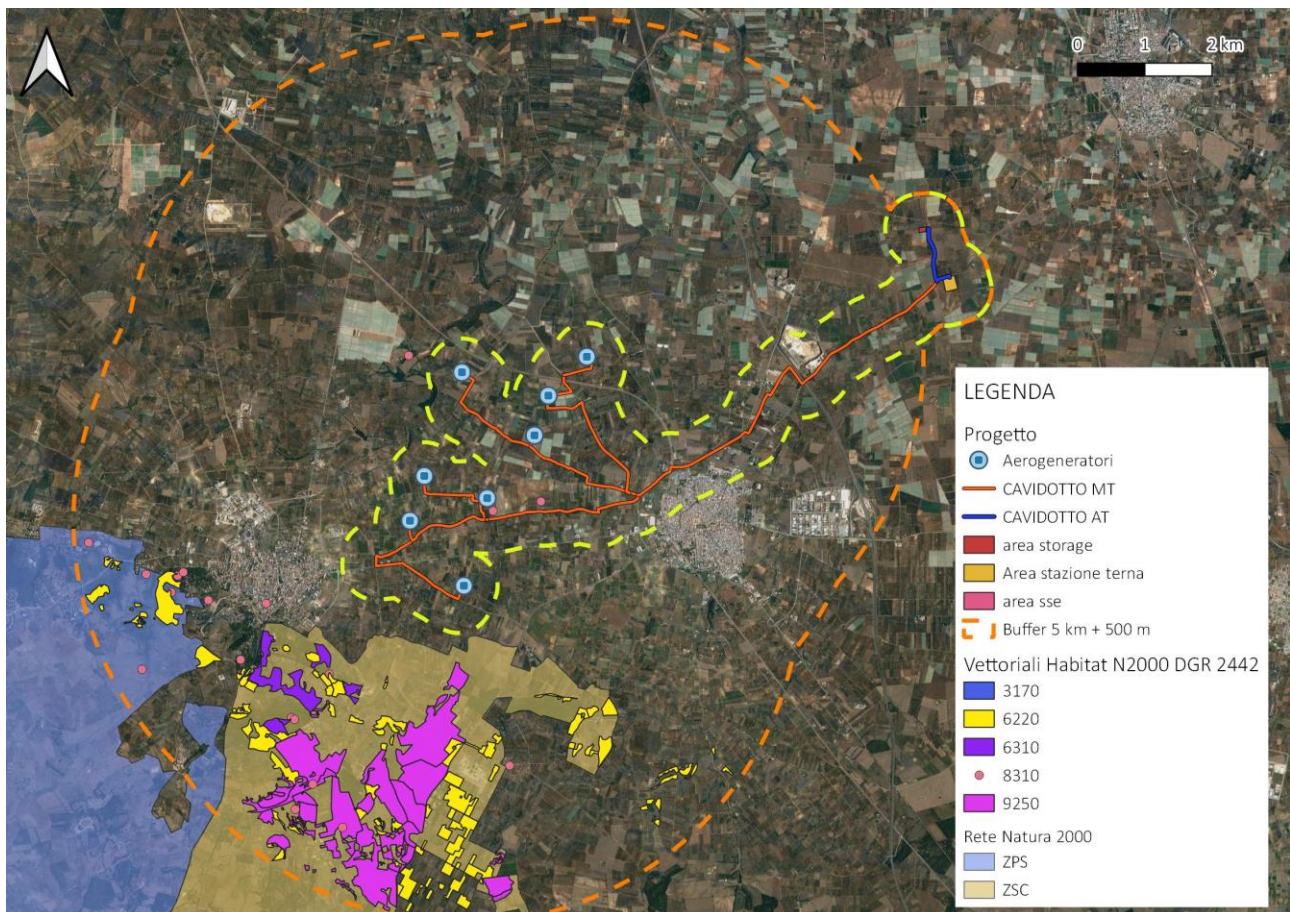 0 1 2 km
LEGENDA
Progetto
Aerogeneratori
CAVIDOTTO MT
CAVIDOTTO AT
area storage
Area stazione terna
area sse
Buffer 5 km + 500 m
Vettoriali Habitat N2000 DGR 2442
3170
6220
6310
8310
9250
Rete Natura 2000
ZPS
ZSC